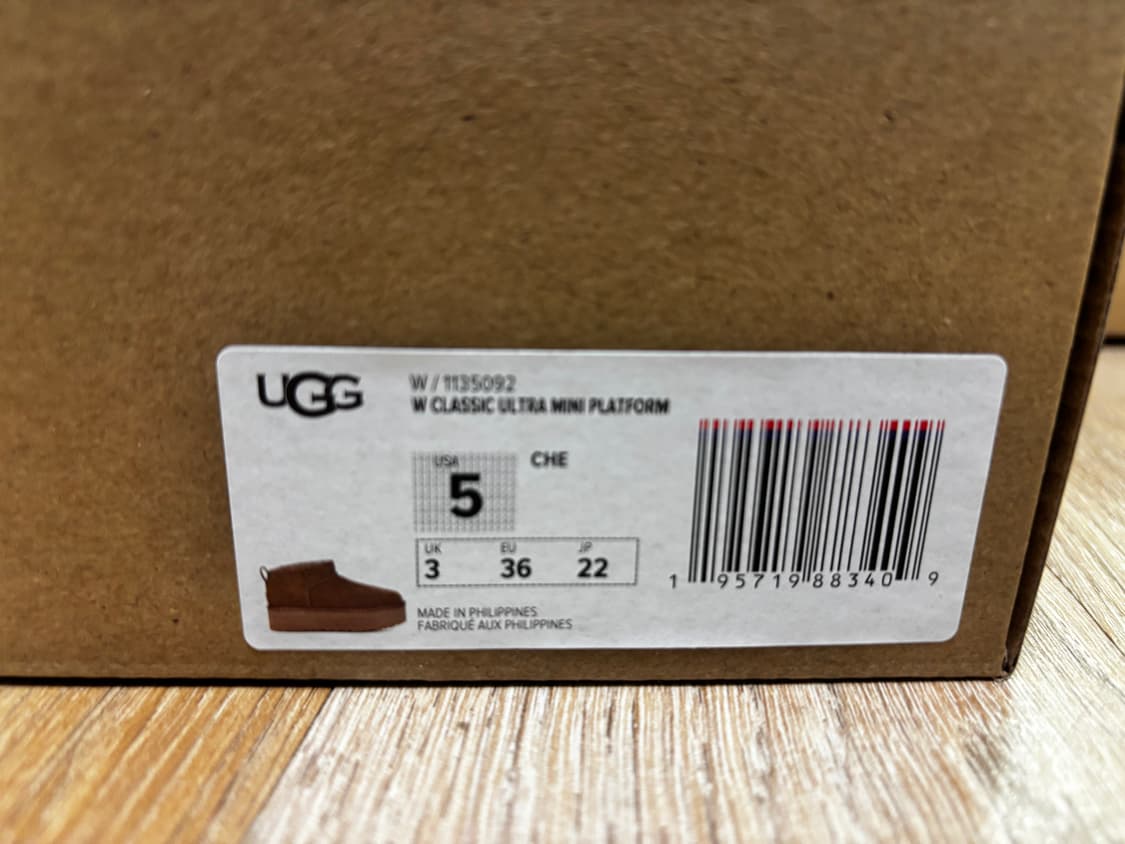 UGG
W / 1135092
W CLASSIC ULTRA MINI PLATFORM
USA
CHE
5
UK EU JP
3 36 22
1 95719 88340 9
MADE IN PHILIPPINES
FABRIQUÉ AUX PHILIPPINES